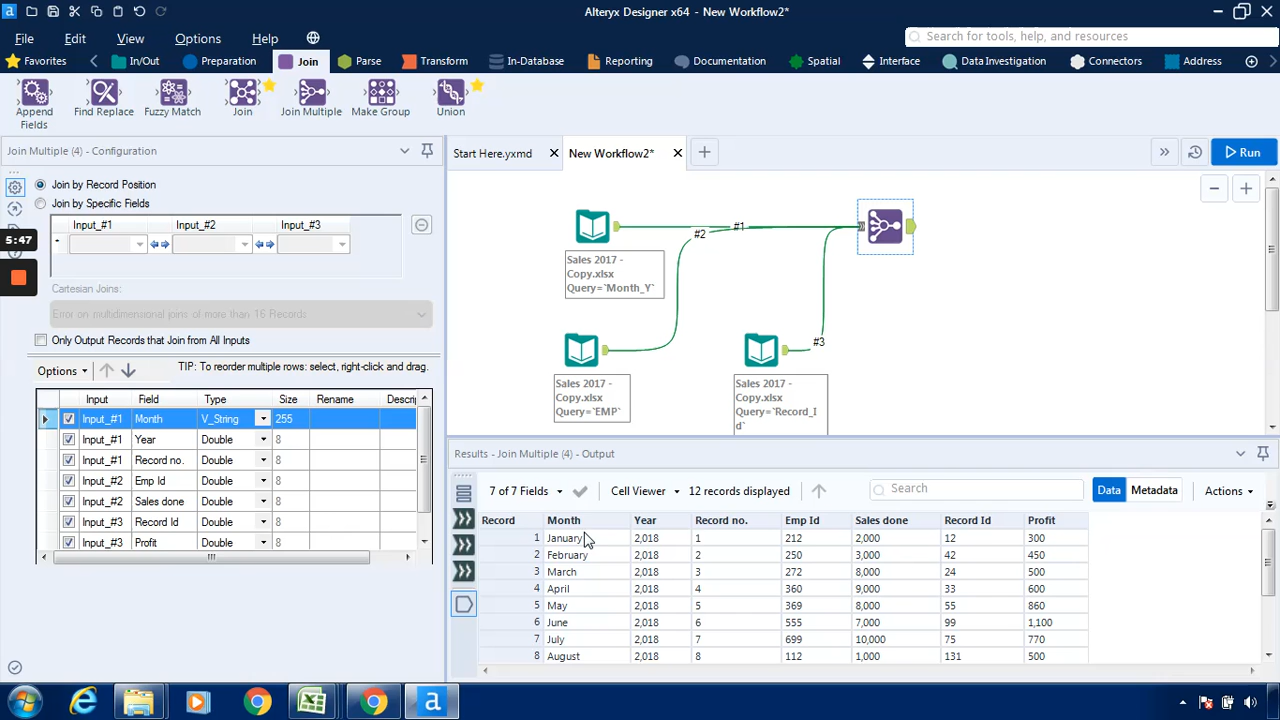 Alteryx Designer x64 - New Workflow2*
File Edit View Options Help
Search for tools, help, and resources
Favorites In/Out Preparation Join Parse Transform In-Database Reporting Documentation Spatial Interface Data Investigation Connectors Address
Append Fields
Find Replace
Fuzzy Match
Join
Join Multiple
Make Group
Union
Join Multiple (4) - Configuration
Start Here.yxmd
New Workflow2*
Run
Join by Record Position
Join by Specific Fields
Input_#1 Input_#2 Input_#3
5:47
Cartesian Joins:
Error on multidimensional joins of more than 16 Records
Only Output Records that Join from All Inputs
Options
TIP: To reorder multiple rows: select, right-click and drag.
Input Field Type Size Rename Descrip
Input_#1 Month V_String 255
Input_#1 Year Double 8
Input_#1 Record no. Double 8
Input_#2 Emp Id Double 8
Input_#2 Sales done Double 8
Input_#3 Record Id Double 8
Input_#3 Profit Double 8
#1
#2
#3
Sales 2017 -
Copy.xlsx
Query=`Month_Y`
Sales 2017 -
Copy.xlsx
Query=`EMP`
Sales 2017 -
Copy.xlsx
Query=`Record_I
d`
Results - Join Multiple (4) - Output
7 of 7 Fields Cell Viewer 12 records displayed Search Data Metadata Actions
Record Month Year Record no. Emp Id Sales done Record Id Profit
1 January 2,018 1 212 2,000 12 300
2 February 2,018 2 250 3,000 42 450
3 March 2,018 3 272 8,000 24 500
4 April 2,018 4 360 9,000 33 600
5 May 2,018 5 369 8,000 55 860
6 June 2,018 6 555 7,000 99 1,100
7 July 2,018 7 699 10,000 75 770
8 August 2,018 8 112 1,000 131 500